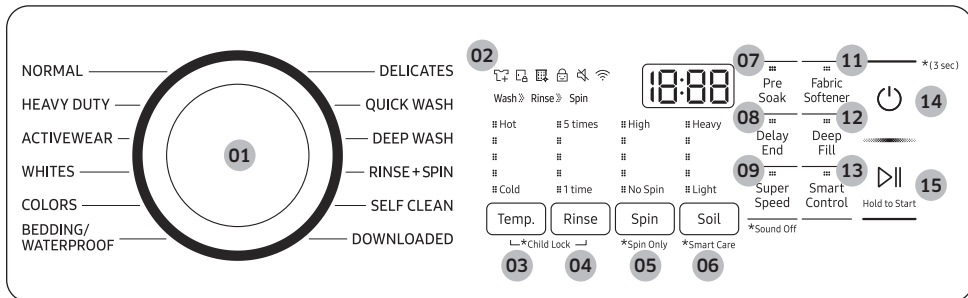 NORMAL
HEAVY DUTY
ACTIVEWEAR
WHITES
COLORS
BEDDING/
WATERPROOF
01
DELICATES
QUICK WASH
DEEP WASH
RINSE+SPIN
SELF CLEAN
DOWNLOADED
02
Wash》 Rinse》 Spin
18:88
Hot 5 times High Heavy
Cold 1 time No Spin Light
Temp. Rinse Spin Soil
*Child Lock *Spin Only *Smart Care
03 04 05 06
07 11
Pre
Soak
Fabric
Softener
08 12
Delay
End
Deep
Fill
09 13
Super
Speed
Smart
Control
*Sound Off
*(3 sec)
14
15
Hold to Start